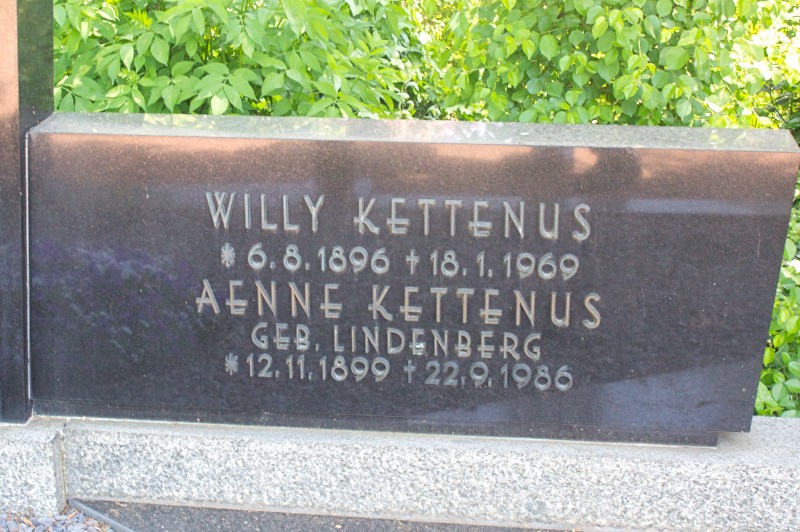 WILLY KETTENUS
* 6. 8. 1896 † 18. 1. 1969
AENNE KETTENUS
GEB. LINDENBERG
* 12. 11. 1899 † 22. 9. 1986